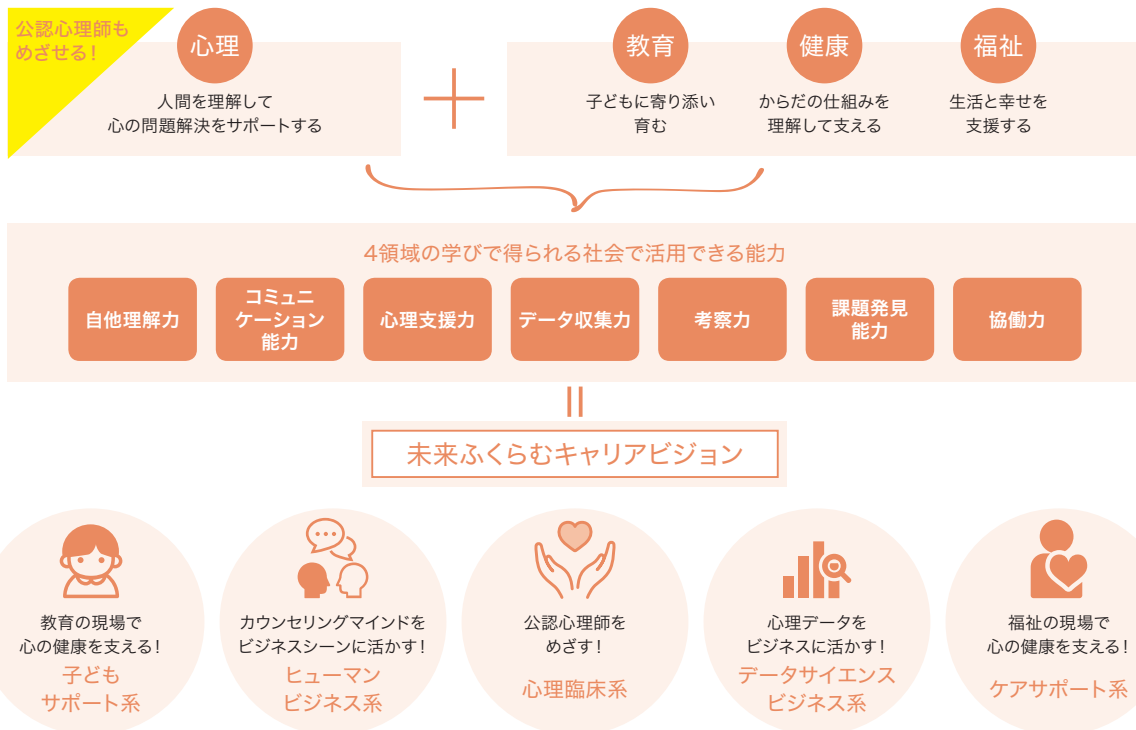 公認心理師も
めざせる！
心理
人間を理解して
心の問題解決をサポートする
教育
子どもに寄り添い
育む
健康
からだの仕組みを
理解して支える
福祉
生活と幸せを
支援する
4領域の学びで得られる社会で活用できる能力
自他理解力
コミュニ
ケーション
能力
心理支援力
データ収集力
考察力
課題発見
能力
協働力
未来ふくらむキャリアビジョン
教育の現場で
心の健康を支える！
子ども
サポート系
カウンセリングマインドを
ビジネスシーンに活かす！
ヒューマン
ビジネス系
公認心理師を
めざす！
心理臨床系
心理データを
ビジネスに活かす！
データサイエンス
ビジネス系
福祉の現場で
心の健康を支える！
ケアサポート系